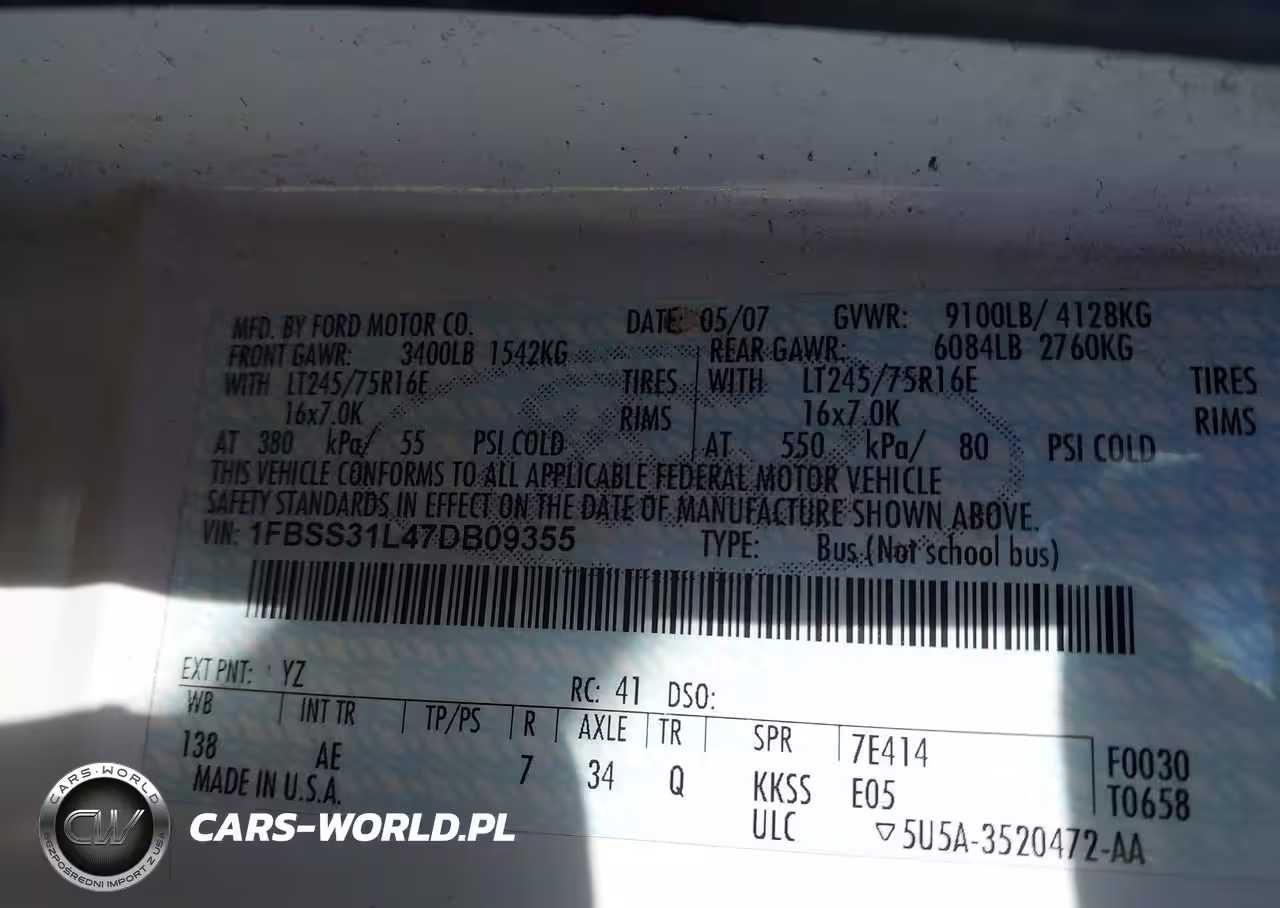 MFD. BY FORD MOTOR CO. DATE: 05/07 GVWR: 9100LB/ 4128KG
FRONT GAWR: 3400LB 1542KG REAR GAWR: 6084LB 2760KG
WITH LT245/75R16E TIRES WITH LT245/75R16E TIRES
16x7.0K RIMS 16x7.0K RIMS
AT 380 kPa/ 55 PSI COLD AT 550 kPa/ 80 PSI COLD
THIS VEHICLE CONFORMS TO ALL APPLICABLE FEDERAL MOTOR VEHICLE
SAFETY STANDARDS IN EFFECT ON THE DATE OF MANUFACTURE SHOWN ABOVE.
VIN: 1FBSS31L47DB09355 TYPE: Bus (Not school bus)
EXT PNT: YZ RC: 41 DSO:
WB INT TR TP/PS R AXLE TR SPR 7E414 F0030
138 AE 7 34 Q KKSS E05 T0658
MADE IN U.S.A. ULC ▽5U5A-3520472-AA
CARS-WORLD
CW
BEZPOŚREDNI IMPORT Z USA
CARS-WORLD.PL